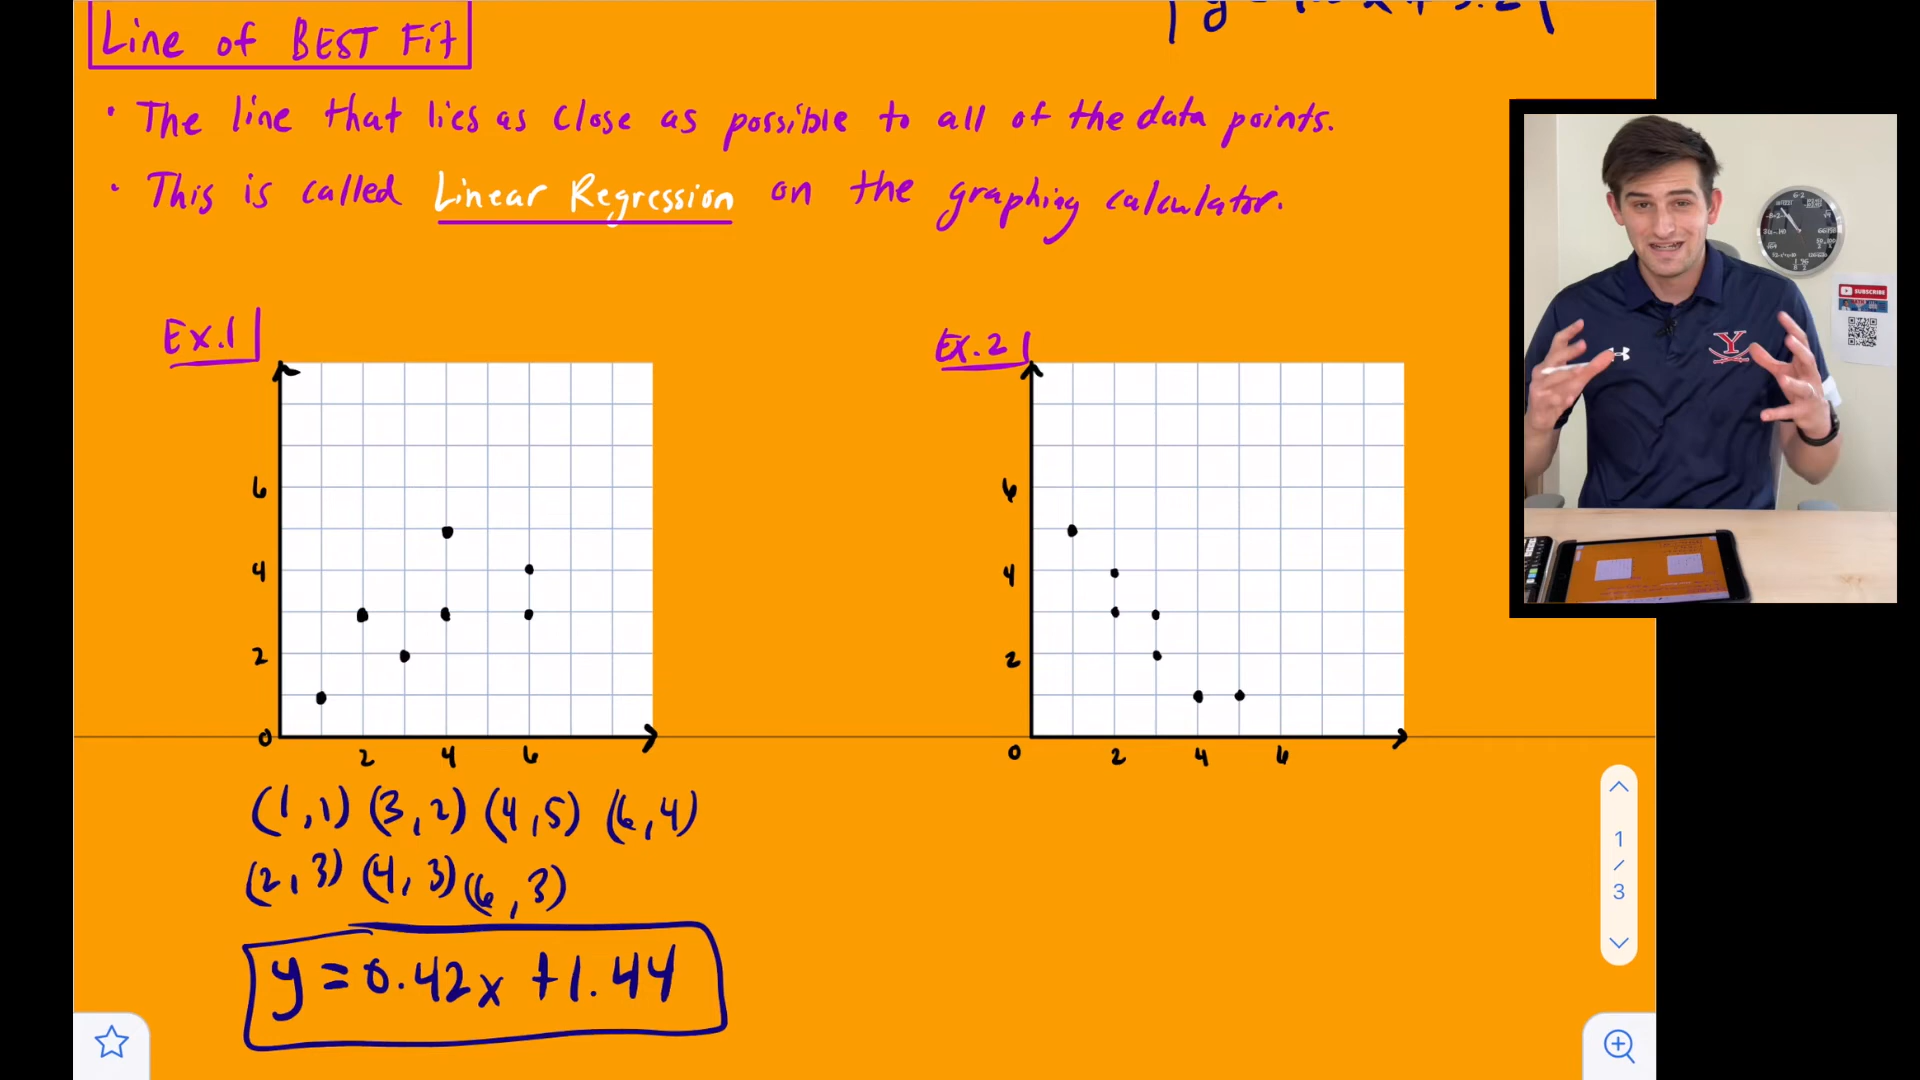 Line of BEST Fit
• The line that lies as close as possible to all of the data points.
• This is called Linear Regression on the graphing calculator.
Ex.1
Ex.2
6
4
2
0
2 4 6
6
4
2
0
2 4 6
(1,1) (3,2) (4,5) (6,4)
(2,3) (4,3) (6,3)
y=0.42x+1.44
1
/
3
Y
SUBSCRIBE